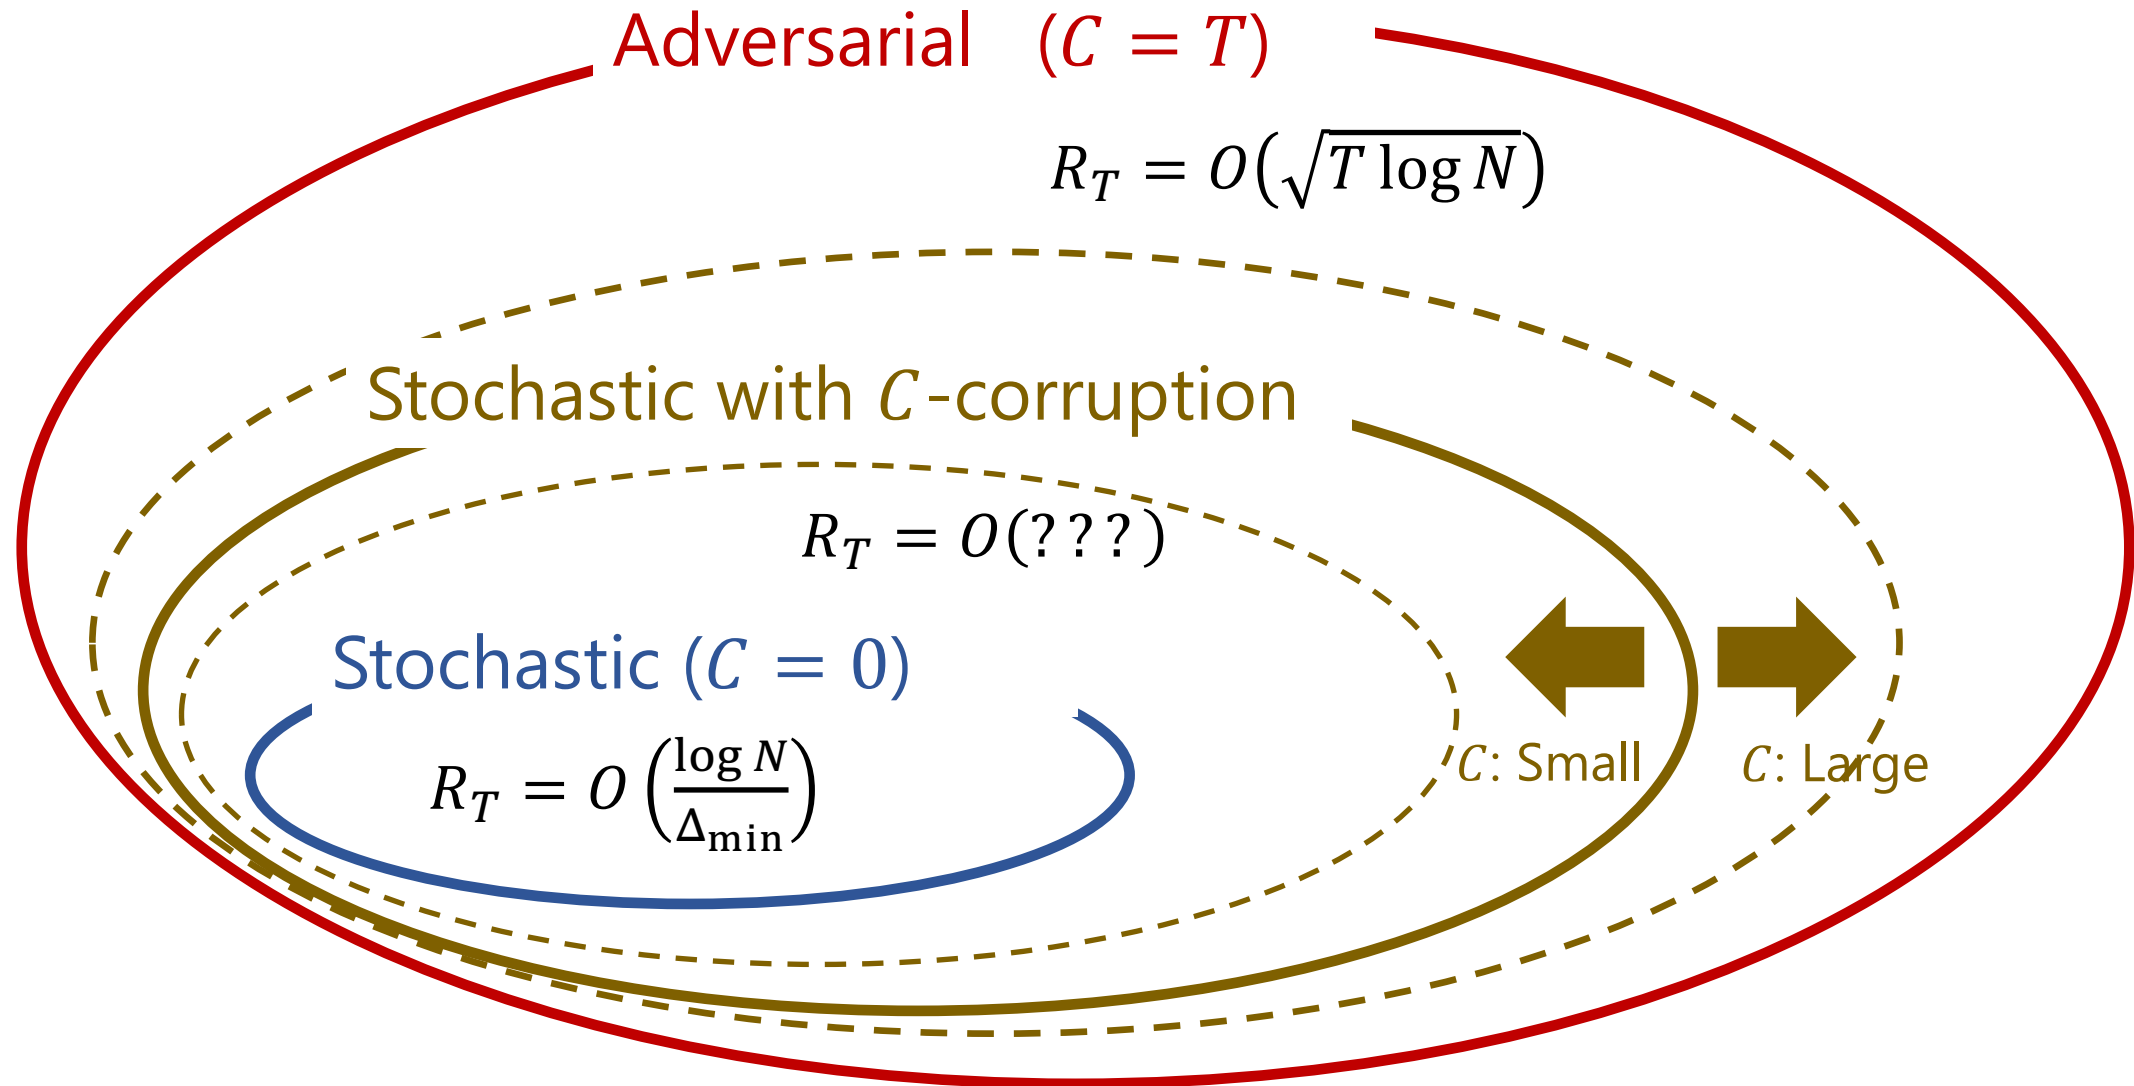 Adversarial (C = T)
R_T = O(√(T log N))
Stochastic with C-corruption
R_T = O(???)
Stochastic (C = 0)
R_T = O(log N / Δ_min)
C: Small
C: Large